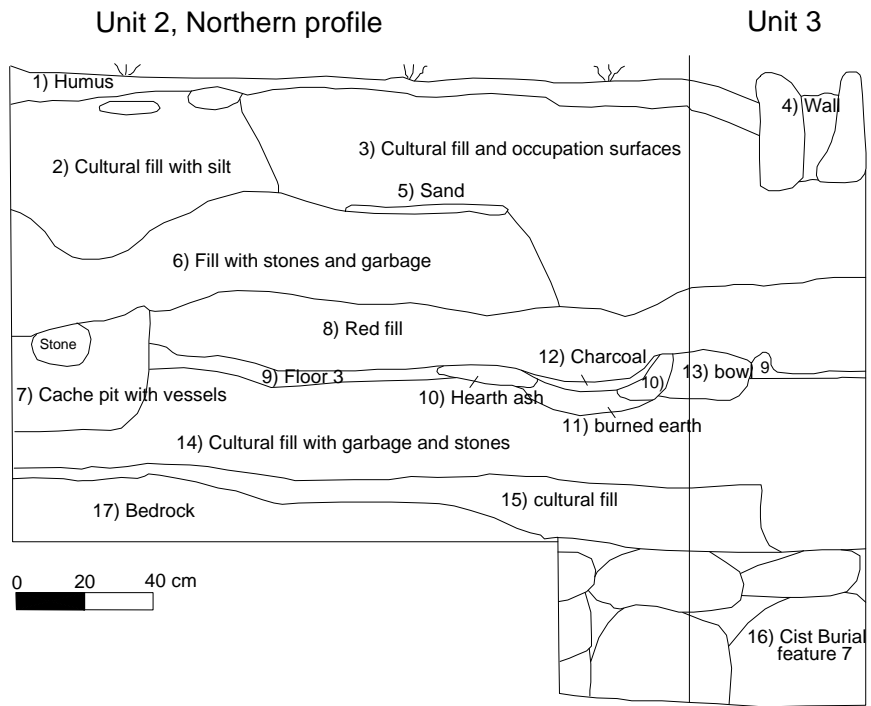 Unit 2, Northern profile
Unit 3
1) Humus
4) Wall
2) Cultural fill with silt
3) Cultural fill and occupation surfaces
5) Sand
6) Fill with stones and garbage
8) Red fill
Stone
12) Charcoal
9) Floor 3
10)
13) bowl
9
7) Cache pit with vessels
10) Hearth ash
11) burned earth
14) Cultural fill with garbage and stones
15) cultural fill
17) Bedrock
0 20 40 cm
16) Cist Burial
feature 7